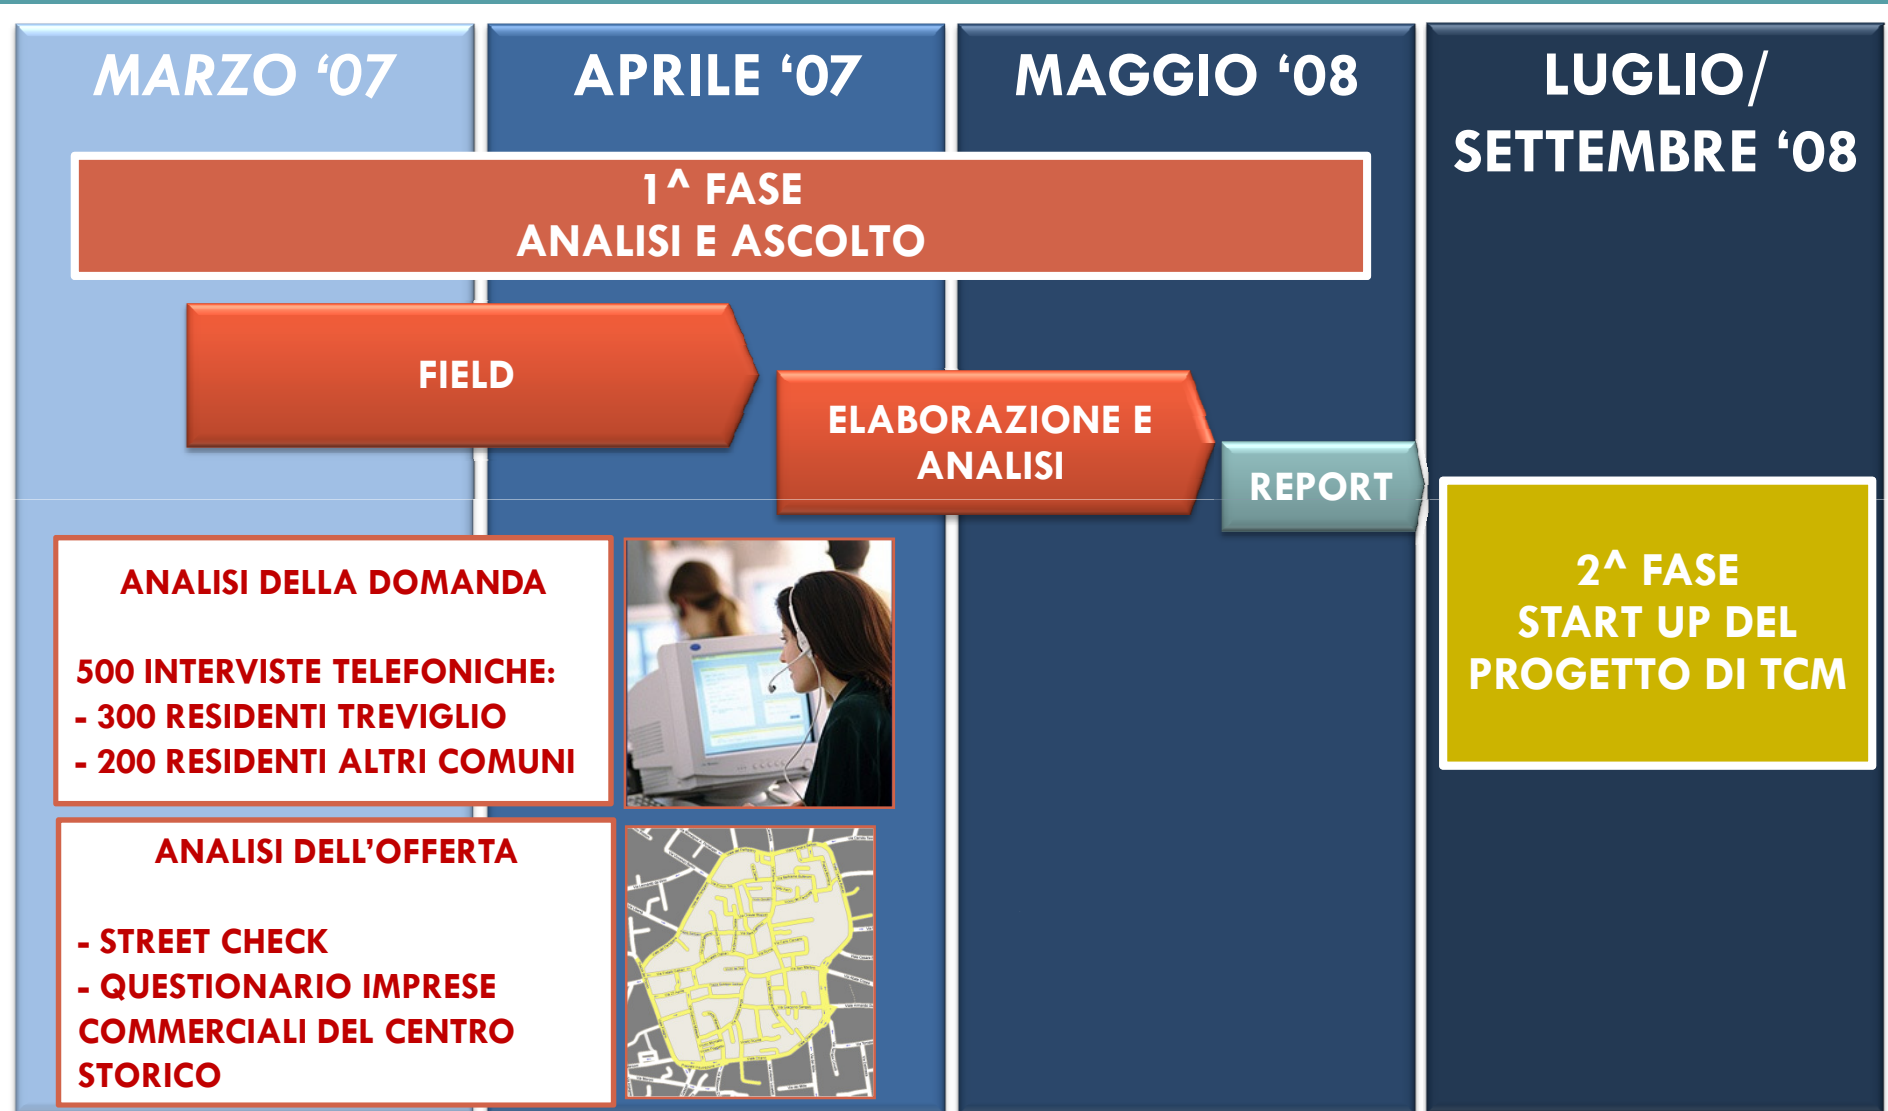 MARZO ‘07
APRILE ‘07
MAGGIO ‘08
LUGLIO/
SETTEMBRE ‘08
1^ FASE
ANALISI E ASCOLTO
FIELD
ELABORAZIONE E
ANALISI
REPORT
2^ FASE
START UP DEL
PROGETTO DI TCM
ANALISI DELLA DOMANDA
500 INTERVISTE TELEFONICHE:
- 300 RESIDENTI TREVIGLIO
- 200 RESIDENTI ALTRI COMUNI
ANALISI DELL’OFFERTA
- STREET CHECK
- QUESTIONARIO IMPRESE
COMMERCIALI DEL CENTRO
STORICO